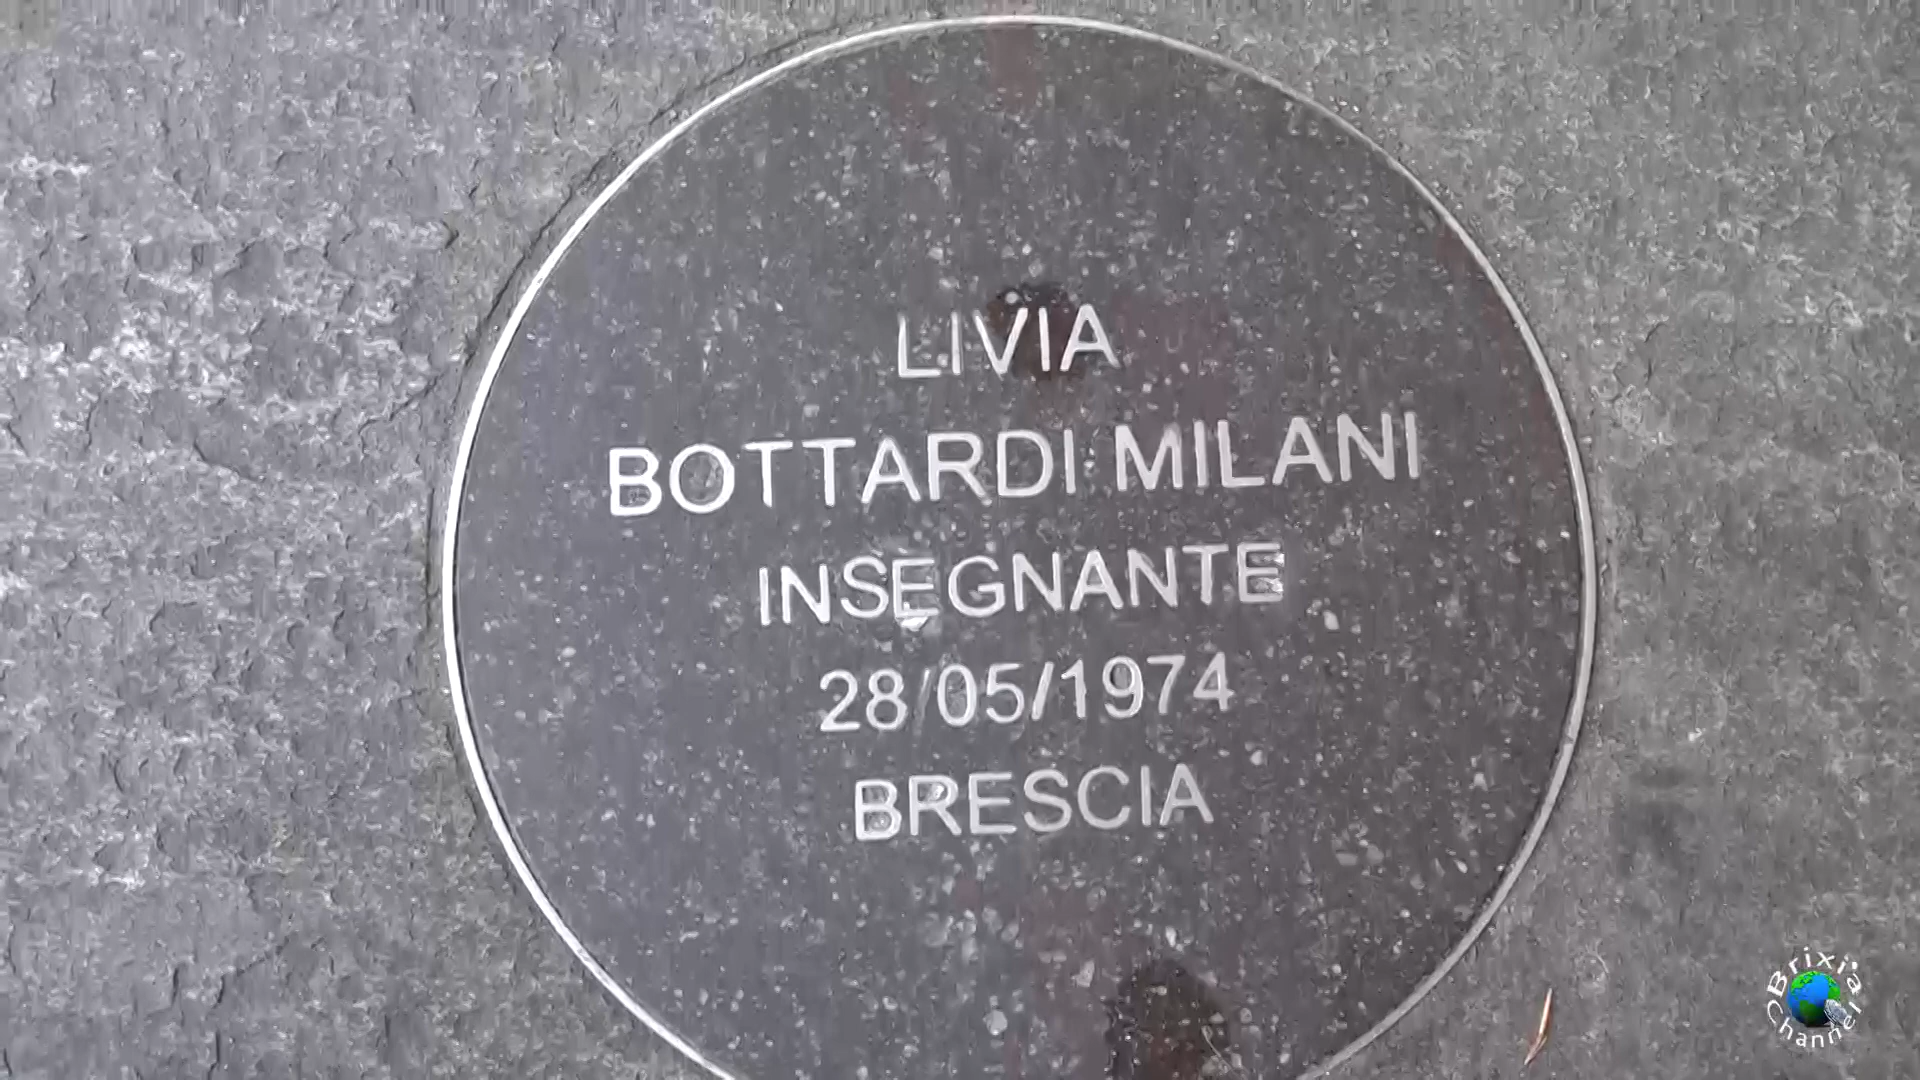 LIVIA
BOTTARDI MILANI
INSEGNANTE
28/05/1974
BRESCIA
Brixia
Channel